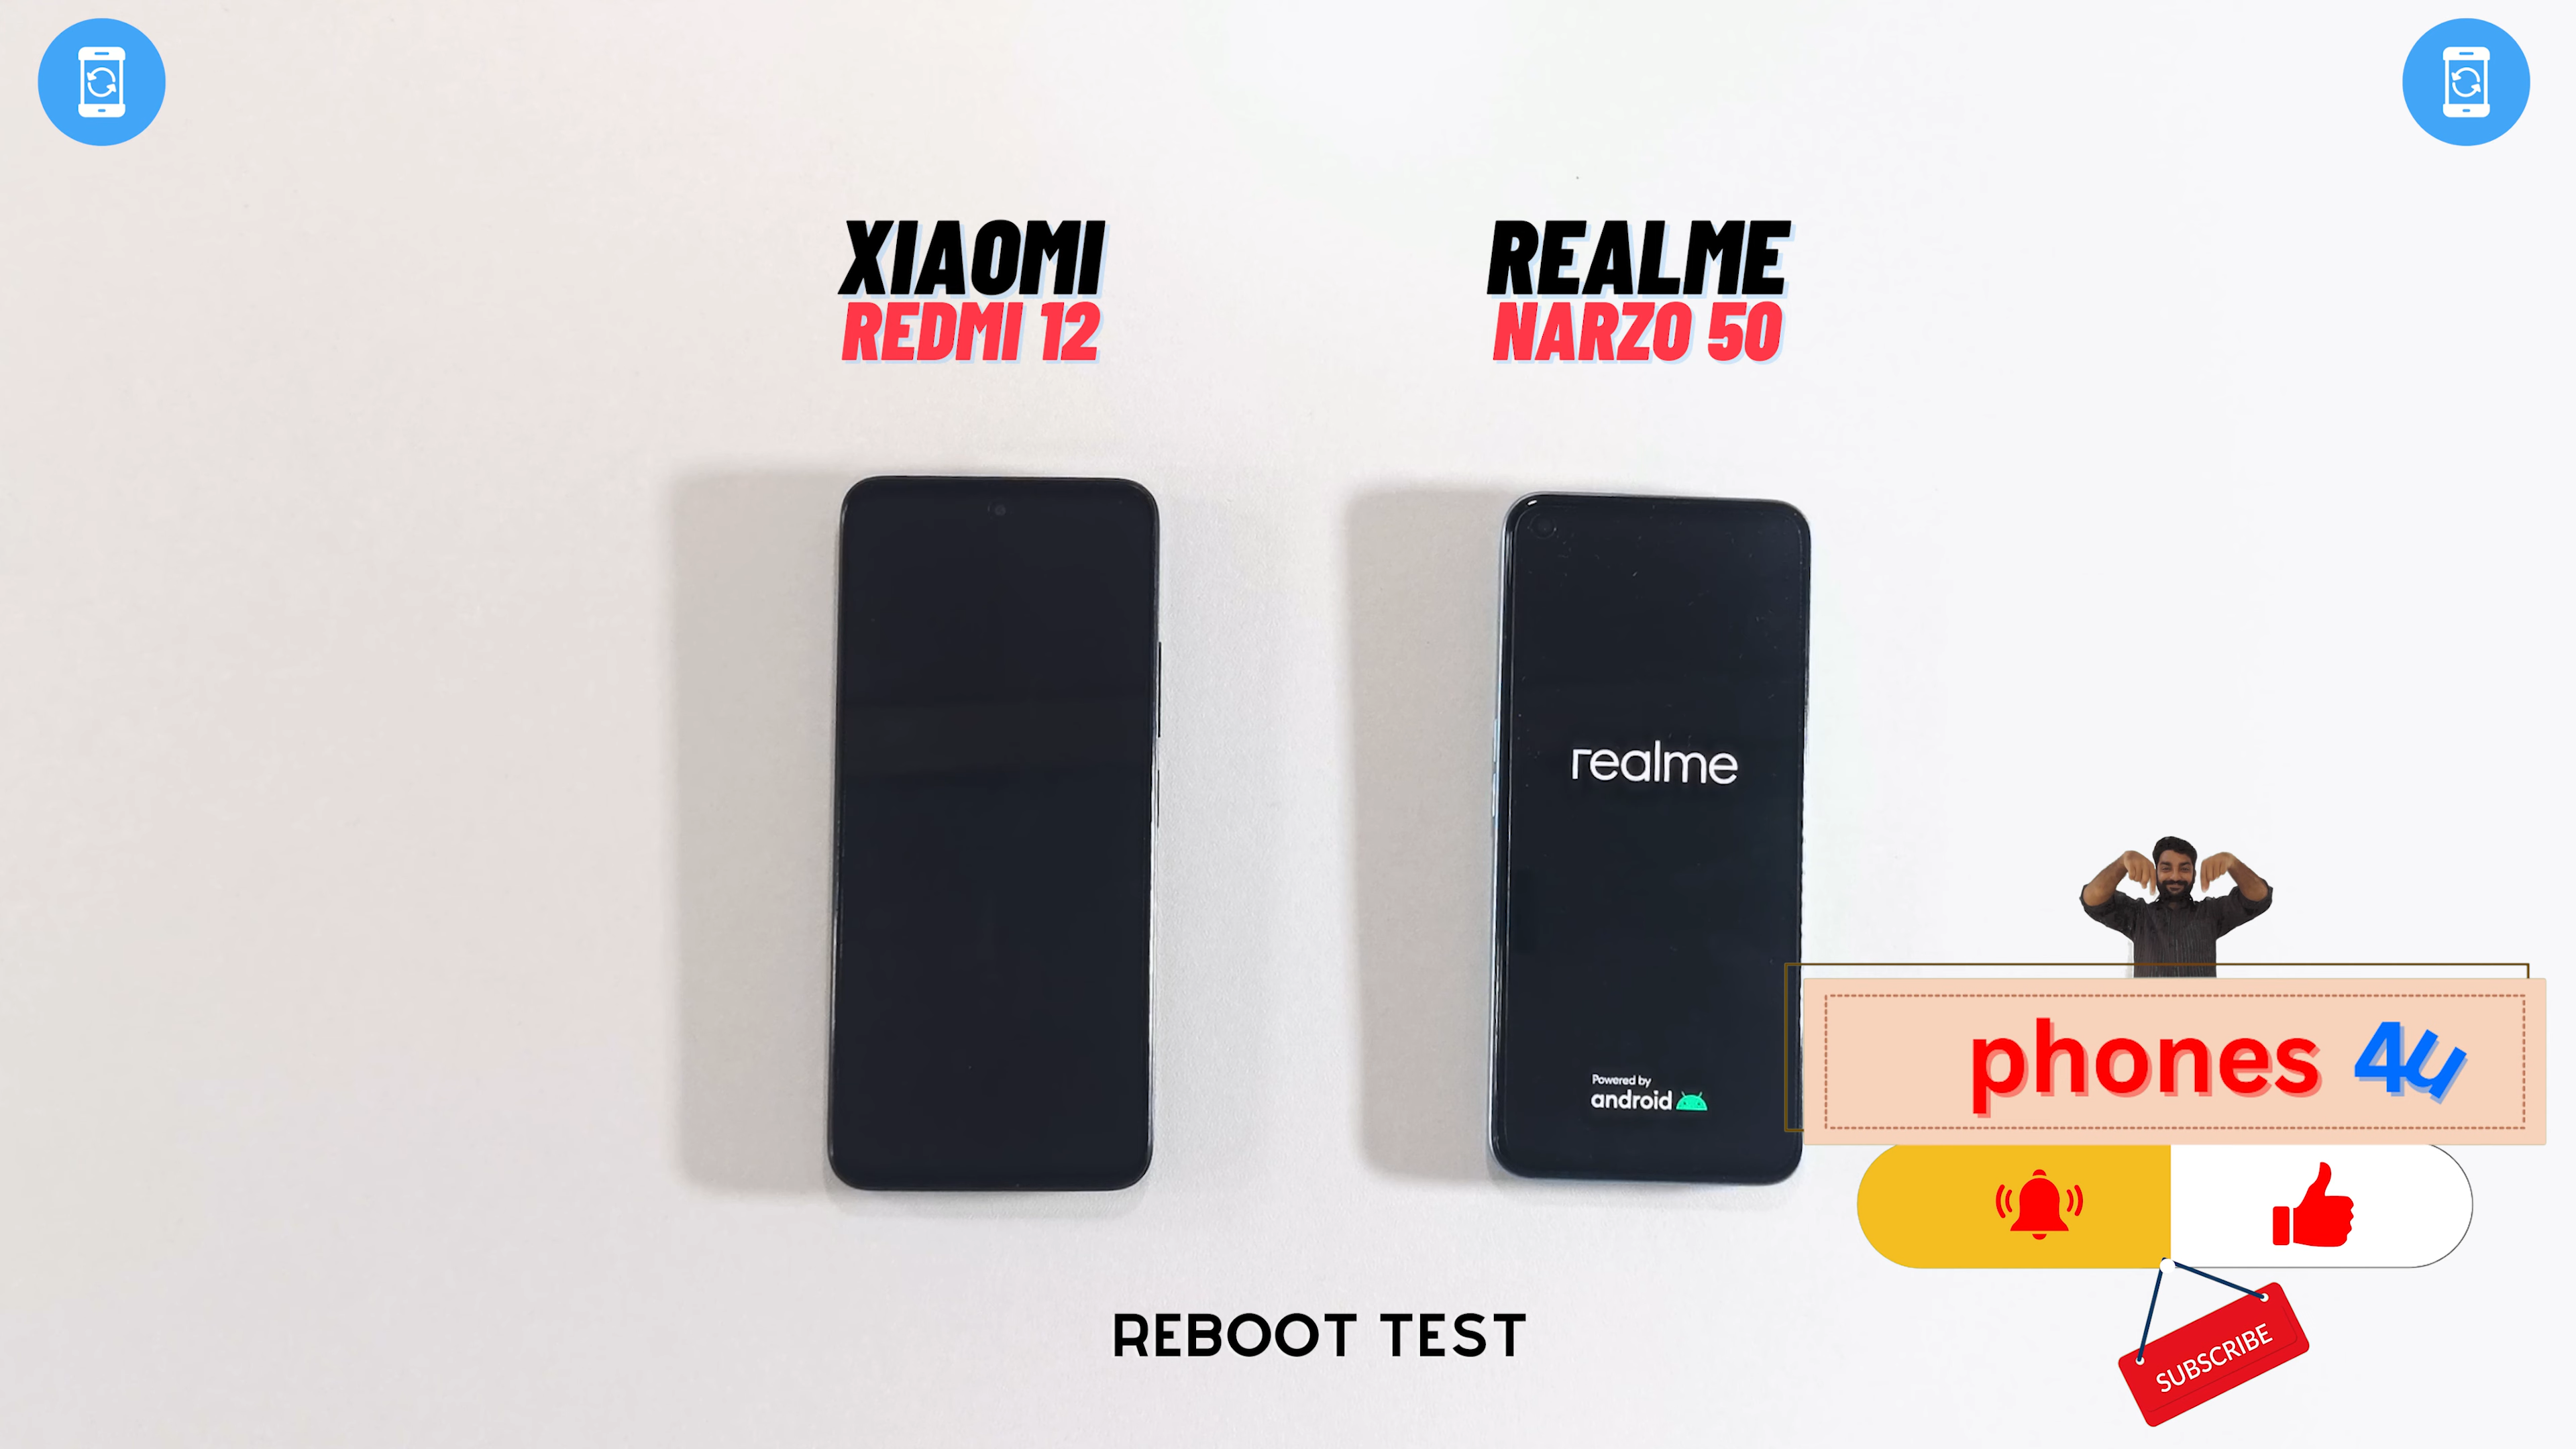 XIAOMI
REDMI 12
REALME
NARZO 50
realme
Powered by
android
phones 4u
REBOOT TEST
SUBSCRIBE